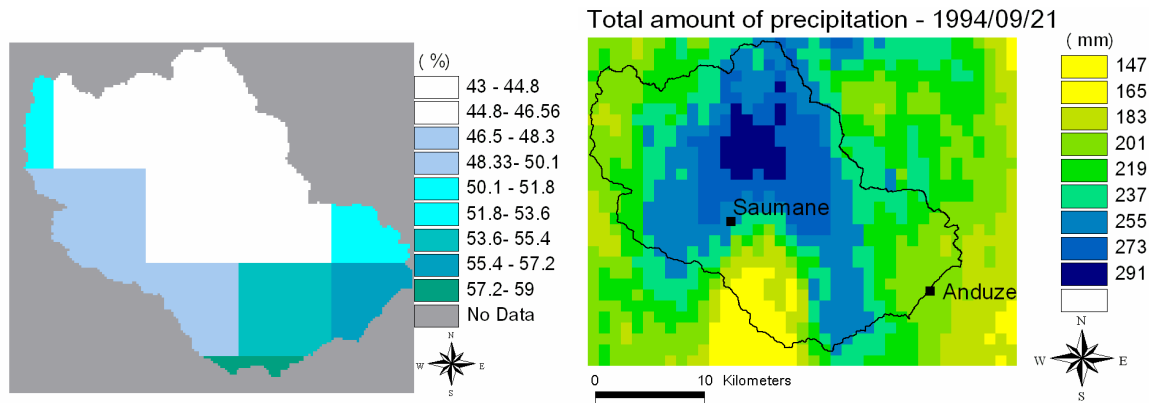 ( %)
43 - 44.8
44.8 - 46.56
46.5 - 48.3
48.33- 50.1
50.1 - 51.8
51.8- 53.6
53.6- 55.4
55.4 - 57.2
57.2- 59
No Data
N
W
E
S
Total amount of precipitation - 1994/09/21
( mm)
147
165
183
201
219
237
255
273
291
Saumane
Anduze
0
10
Kilometers
N
W
E
S